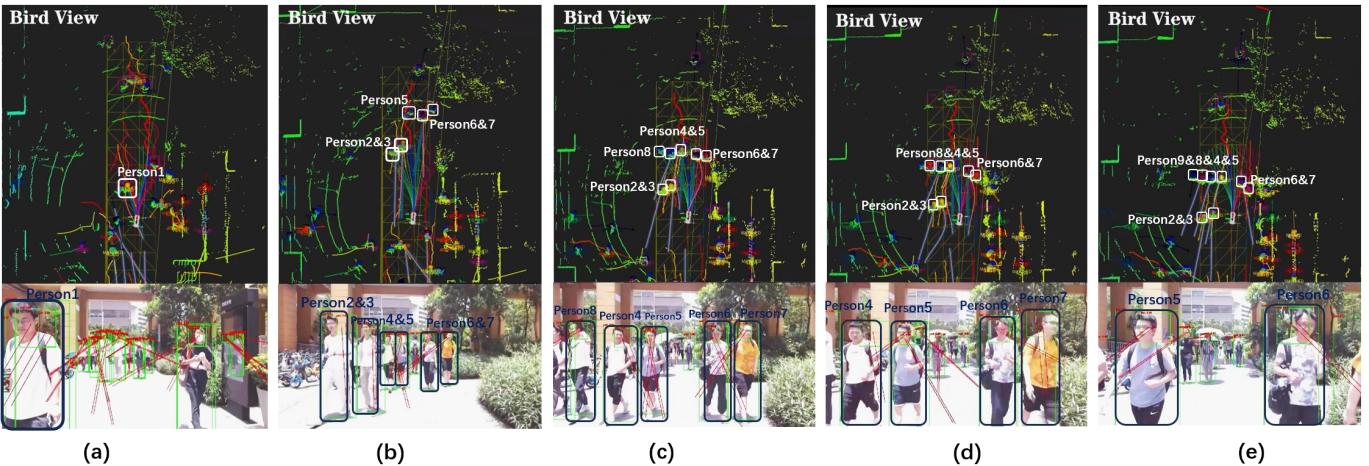 Bird View
Person1
Person1
(a)
Bird View
Person5
Person6&7
Person2&3
Person2&3
Person4&5
Person6&7
(b)
Bird View
Person4&5
Person8
Person6&7
Person2&3
Person8
Person4
Person5
Person6
Person7
(c)
Bird View
Person8&4&5
Person6&7
Person2&3
Person4
Person5
Person6
Person7
(d)
Bird View
Person9&8&4&5
Person6&7
Person2&3
Person5
Person6
(e)